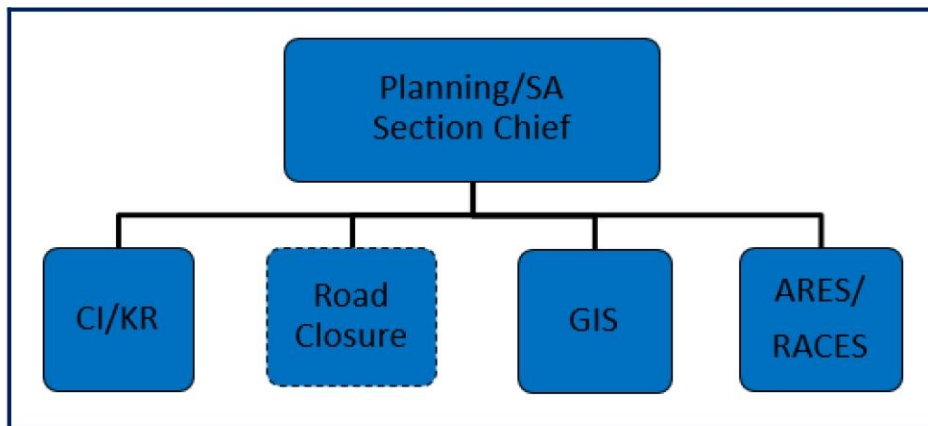 Planning/SA
Section Chief
CI/KR
Road
Closure
GIS
ARES/
RACES